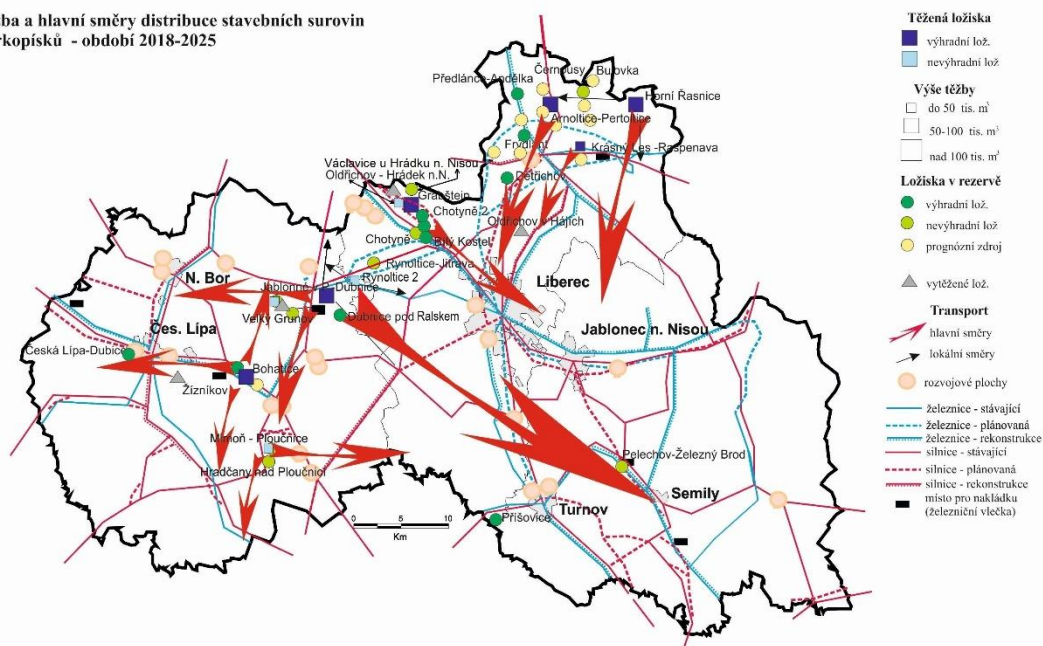 ba a hlavní směry distribuce stavebních surovin
rkopísků - období 2018-2025
Těžená ložiska
výhradní lož.
nevýhradní lož
Výše těžby
do 50 tis. m³
50-100 tis. m³
nad 100 tis. m³
Ložiska v rezervě
výhradní lož.
nevýhradní lož
prognózní zdroj
vytěžené lož.
Transport
hlavní směry
lokální směry
rozvojové plochy
železnice - stávající
železnice - plánovaná
železnice - rekonstrukce
silnice - stávající
silnice - plánovaná
silnice - rekonstrukce
místo pro nakládku
(železniční vlečka)
Černousy
Bulovka
Předlánce-Andělka
Horní Řasnice
Arnoltice-Pertoltice
Frýdlant
Krásný Les -Raspenava
Václavice u Hrádku n. Nisou
Oldřichov - Hrádek n.N.
Dětřichov
Grabštejn
Chotyně 2
Oldřichov v Hájích
Chotyně
Bílý Kostel
Rynoltice-Jítrava
Rynoltice 2
N. Bor
Liberec
Jablonné v P.-Dubnice
Velký Grunov
Dubnice pod Ralskem
Čes. Lípa
Jablonec n. Nisou
Česká Lípa-Dubice
Bohatice
Žizníkov
Mimoň - Ploučnice
Hradčany nad Ploučnicí
Pelechov-Železný Brod
Semily
Turnov
Příšovice
0 5 10
Km